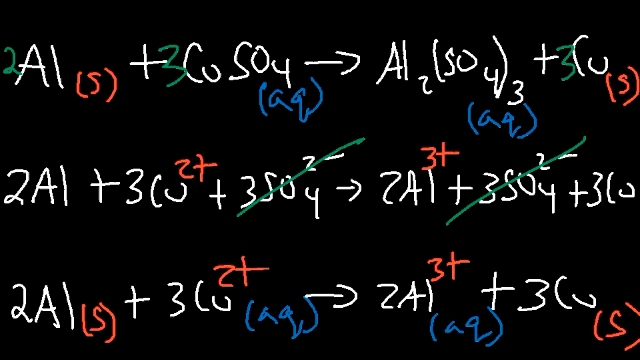 2Al(s) + 3CuSO₄(aq) → Al₂(SO₄)₃(aq) + 3Cu(s)
2Al + 3Cu²⁺ + 3SO₄²⁻ → 2Al³⁺ + 3SO₄²⁻ + 3Cu
2Al(s) + 3Cu²⁺(aq) → 2Al³⁺(aq) + 3Cu(s)